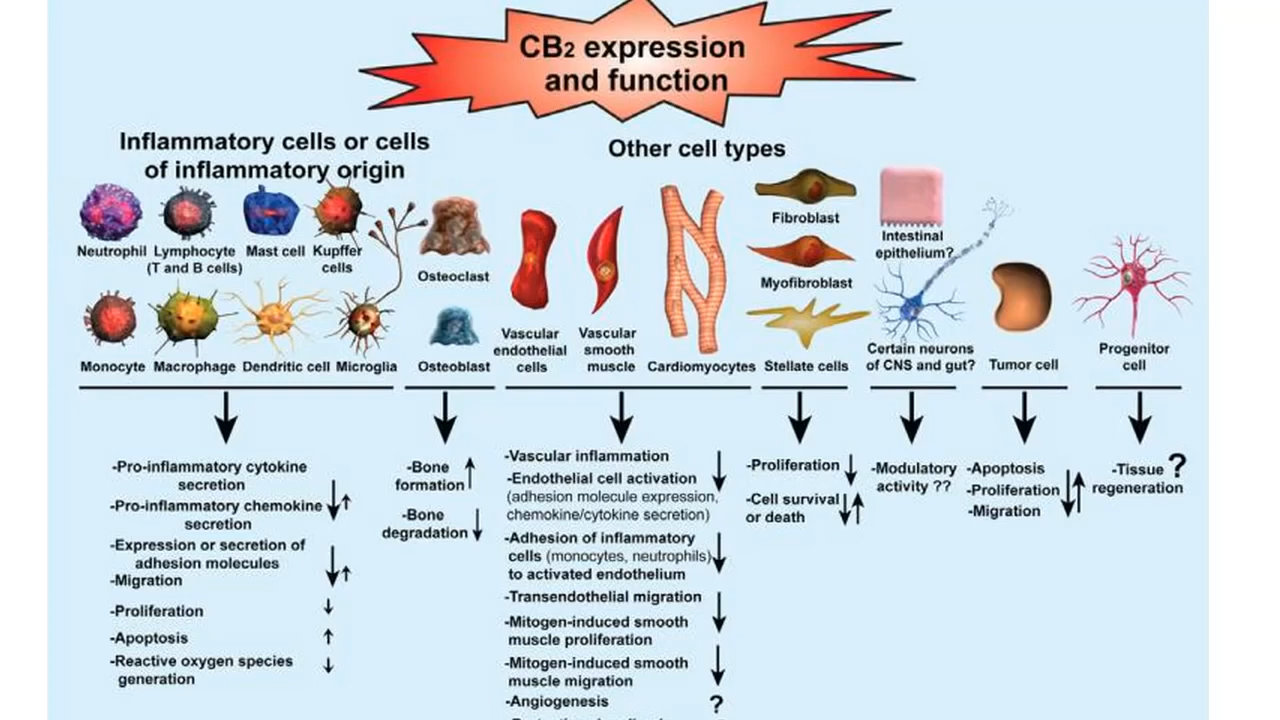 CB2 expression
and function
Inflammatory cells or cells
of inflammatory origin
Other cell types
Neutrophil
Lymphocyte
(T and B cells)
Mast cell
Kupffer
cells
Monocyte
Macrophage
Dendritic cell
Microglia
Osteoclast
Osteoblast
Vascular
endothelial
cells
Vascular
smooth
muscle
Cardiomyocytes
Fibroblast
Myofibroblast
Stellate cells
Intestinal
epithelium?
Certain neurons
of CNS and gut?
Tumor cell
Progenitor
cell
-Pro-inflammatory cytokine
secretion
-Pro-inflammatory chemokine
secretion
-Expression or secretion of
adhesion molecules
-Migration
-Proliferation
-Apoptosis
-Reactive oxygen species
generation
-Bone
formation
-Bone
degradation
-Vascular inflammation
-Endothelial cell activation
(adhesion molecule expression,
chemokine/cytokine secretion)
-Adhesion of inflammatory
cells (monocytes, neutrophils)
to activated endothelium
-Transendothelial migration
-Mitogen-induced smooth
muscle proliferation
-Mitogen-induced smooth
muscle migration
-Angiogenesis ?
-Proliferation
-Cell survival
or death
-Modulatory
activity ??
-Apoptosis
-Proliferation
-Migration
-Tissue ?
regeneration